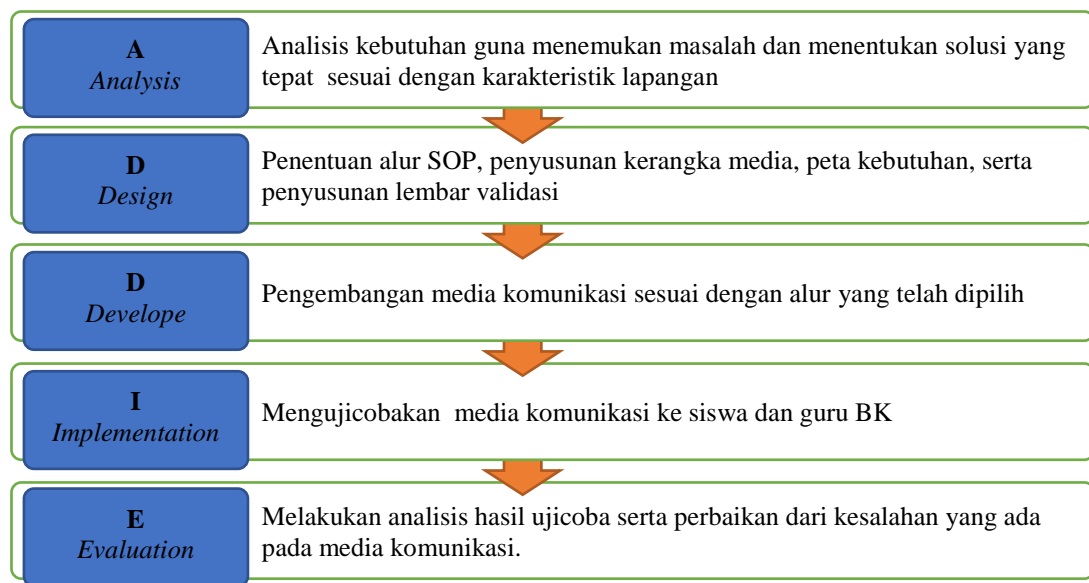 A
Analysis
Analisis kebutuhan guna menemukan masalah dan menentukan solusi yang
tepat sesuai dengan karakteristik lapangan
D
Design
Penentuan alur SOP, penyusunan kerangka media, peta kebutuhan, serta
penyusunan lembar validasi
D
Develope
Pengembangan media komunikasi sesuai dengan alur yang telah dipilih
I
Implementation
Mengujicobakan media komunikasi ke siswa dan guru BK
E
Evaluation
Melakukan analisis hasil ujicoba serta perbaikan dari kesalahan yang ada
pada media komunikasi.